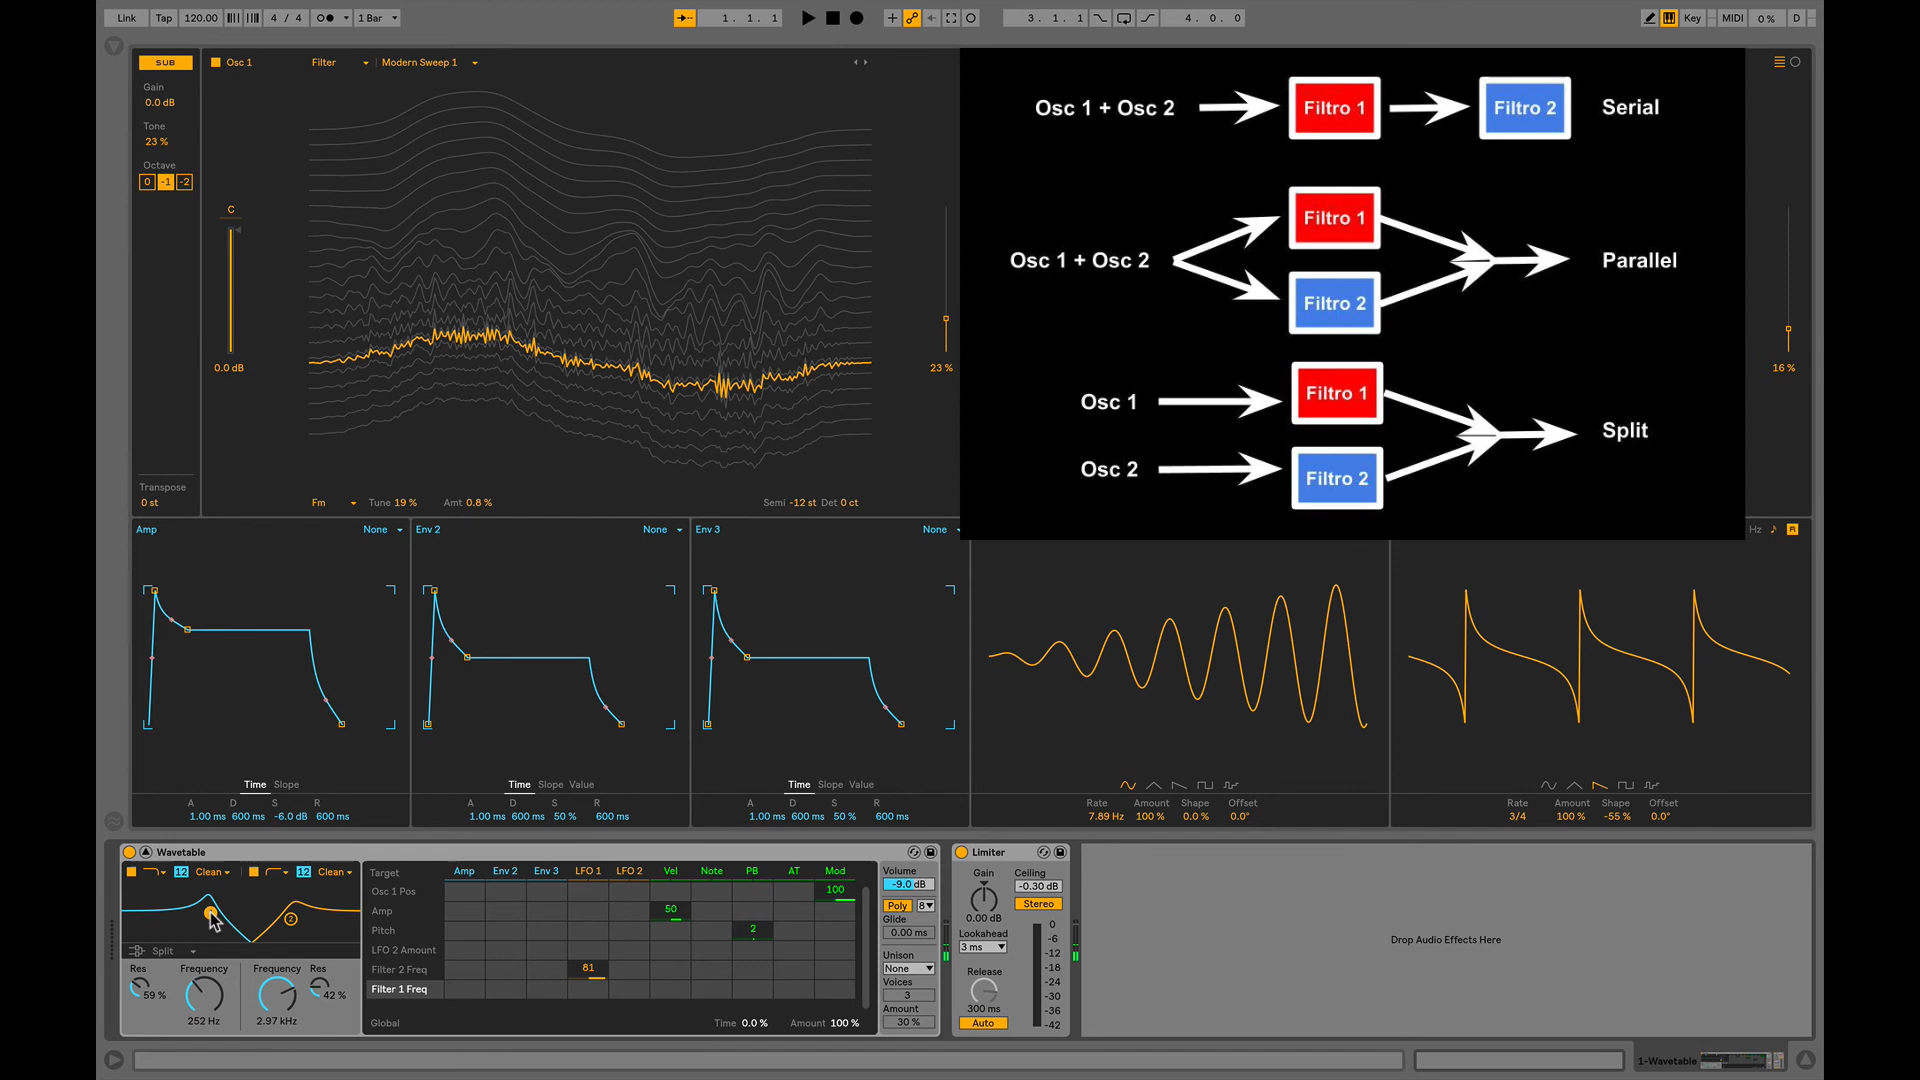 Link Tap 120.00 4 / 4 1 Bar 1. 1. 1 3. 1. 1 4. 0. 0 Key MIDI 0 % D
SUB
Gain
0.0 dB
Tone
23 %
Octave
0 -1 -2
Transpose
0 st
Osc 1 Filter Modern Sweep 1
C
0.0 dB
23 %
Fm Tune 19 % Amt 0.8 % Semi -12 st Det 0 ct
Osc 1 + Osc 2 Filtro 1 Filtro 2 Serial
Filtro 1
Osc 1 + Osc 2 Parallel
Filtro 2
Osc 1 Filtro 1
Split
Osc 2 Filtro 2
16 %
Amp None
Time Slope
A D S R
1.00 ms 600 ms -6.0 dB 600 ms
Env 2 None
Time Slope Value
A D S R
1.00 ms 600 ms 50 % 600 ms
Env 3 None
Time Slope Value
A D S R
1.00 ms 600 ms 50 % 600 ms
Rate Amount Shape Offset
7.89 Hz 100 % 0.0 % 0.0°
Hz R
Rate Amount Shape Offset
3/4 100 % -55 % 0.0°
Wavetable
12 Clean 12 Clean
2
Split
Res Frequency Frequency Res
59 % 42 %
252 Hz 2.97 kHz
Target Amp Env 2 Env 3 LFO 1 LFO 2 Vel Note PB AT Mod
Osc 1 Pos 100
Amp 50
Pitch 2
LFO 2 Amount
Filter 2 Freq 81
Filter 1 Freq
Global Time 0.0 % Amount 100 %
Volume
-9.0 dB
Poly 8
Glide
0.00 ms
Unison
None
Voices
3
Amount
30 %
Limiter
Gain
0.00 dB
Lookahead
3 ms
Release
300 ms
Auto
Ceiling
-0.30 dB
Stereo
0
-6
-12
-18
-24
-30
-36
-42
Drop Audio Effects Here
1-Wavetable